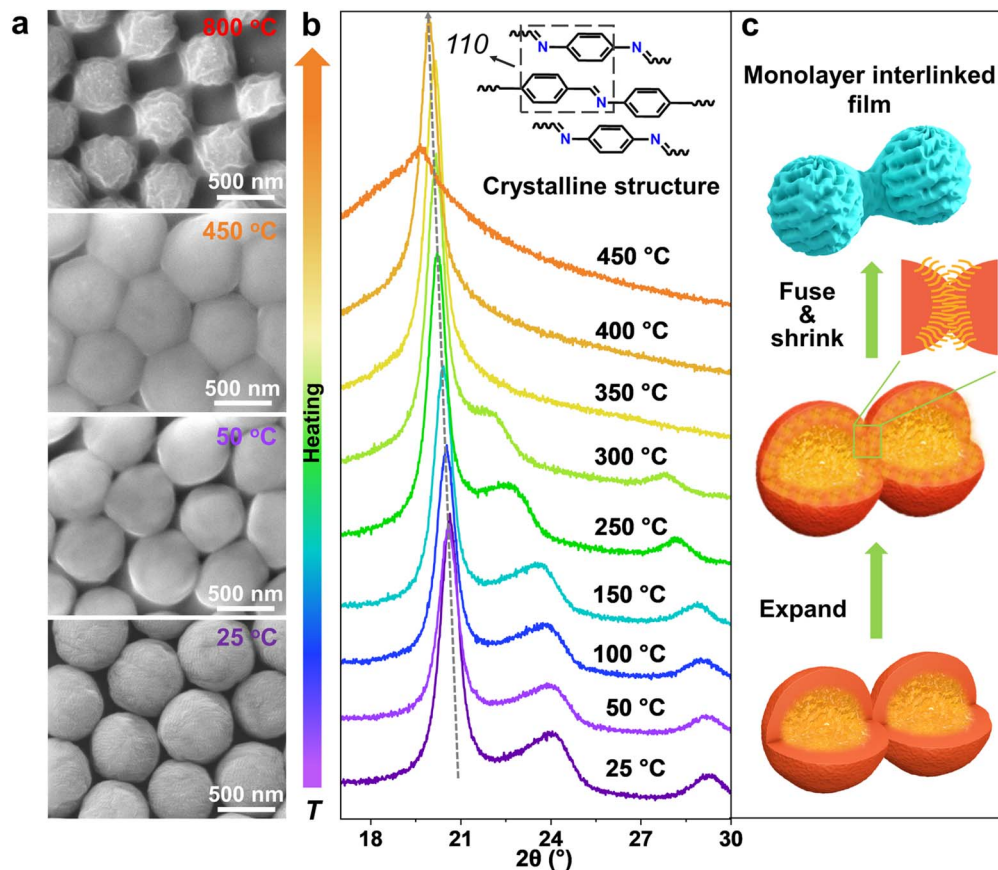 a
800 °C
500 nm
450 °C
500 nm
50 °C
500 nm
25 °C
500 nm
b
Heating
T
110
N
N
N
Crystalline structure
450 °C
400 °C
350 °C
300 °C
250 °C
150 °C
100 °C
50 °C
25 °C
18
21
24
27
30
2θ (°)
c
Monolayer interlinked
film
Fuse
&
shrink
Expand